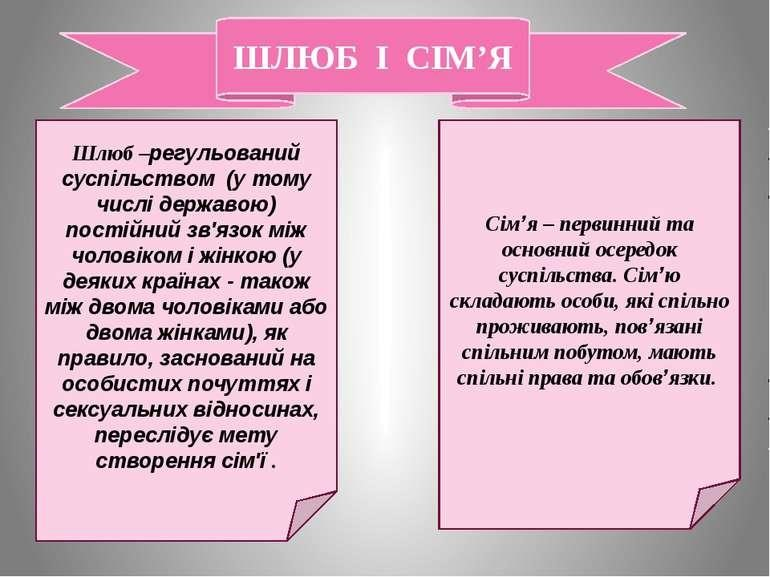 ШЛЮБ І СІМ’Я
Шлюб –регульований
суспільством (у тому
числі державою)
постійний зв'язок між
чоловіком і жінкою (у
деяких країнах - також
між двома чоловіками або
двома жінками), як
правило, заснований на
особистих почуттях і
сексуальних відносинах,
переслідує мету
створення сім'ї .
Сім’я – первинний та
основний осередок
суспільства. Сім’ю
складають особи, які спільно
проживають, пов’язані
спільним побутом, мають
спільні права та обов’язки.